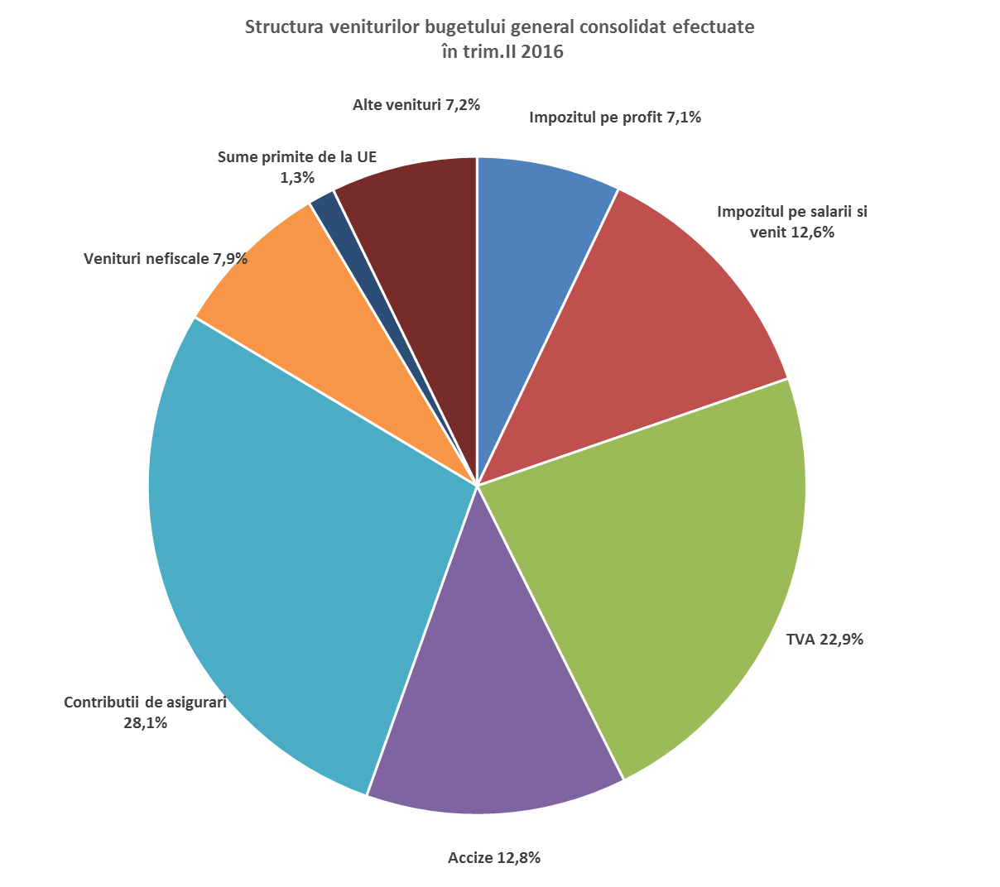 Structura veniturilor bugetului general consolidat efectuate
în trim.II 2016
Alte venituri 7,2%
Impozitul pe profit 7,1%
Sume primite de la UE
1,3%
Impozitul pe salarii si
venit 12,6%
Venituri nefiscale 7,9%
TVA 22,9%
Contributii de asigurari
28,1%
Accize 12,8%